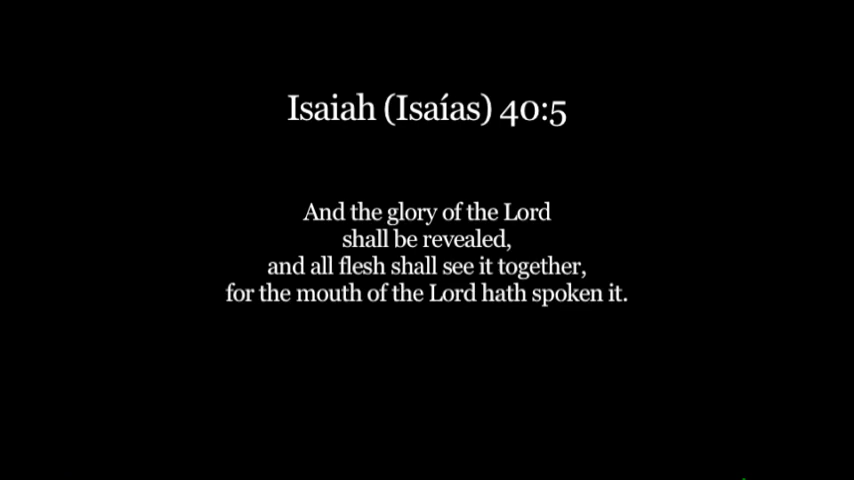 Isaiah (Isaías) 40:5
And the glory of the Lord
shall be revealed,
and all flesh shall see it together,
for the mouth of the Lord hath spoken it.